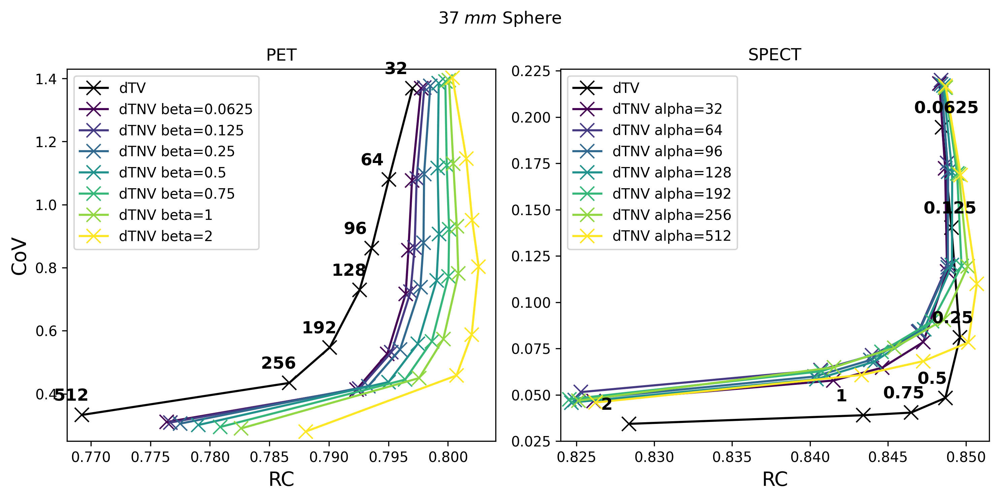 37 mm Sphere
PET
SPECT
CoV
1.4
1.2
1.0
0.8
0.6
0.4
dTV
dTNV beta=0.0625
dTNV beta=0.125
dTNV beta=0.25
dTNV beta=0.5
dTNV beta=0.75
dTNV beta=1
dTNV beta=2
32
64
96
128
192
256
512
0.770 0.775 0.780 0.785 0.790 0.795 0.800
RC
0.225
0.200
0.175
0.150
0.125
0.100
0.075
0.050
0.025
dTV
dTNV alpha=32
dTNV alpha=64
dTNV alpha=96
dTNV alpha=128
dTNV alpha=192
dTNV alpha=256
dTNV alpha=512
0.0625
0.125
0.25
0.5
0.75
1
2
0.825 0.830 0.835 0.840 0.845 0.850
RC